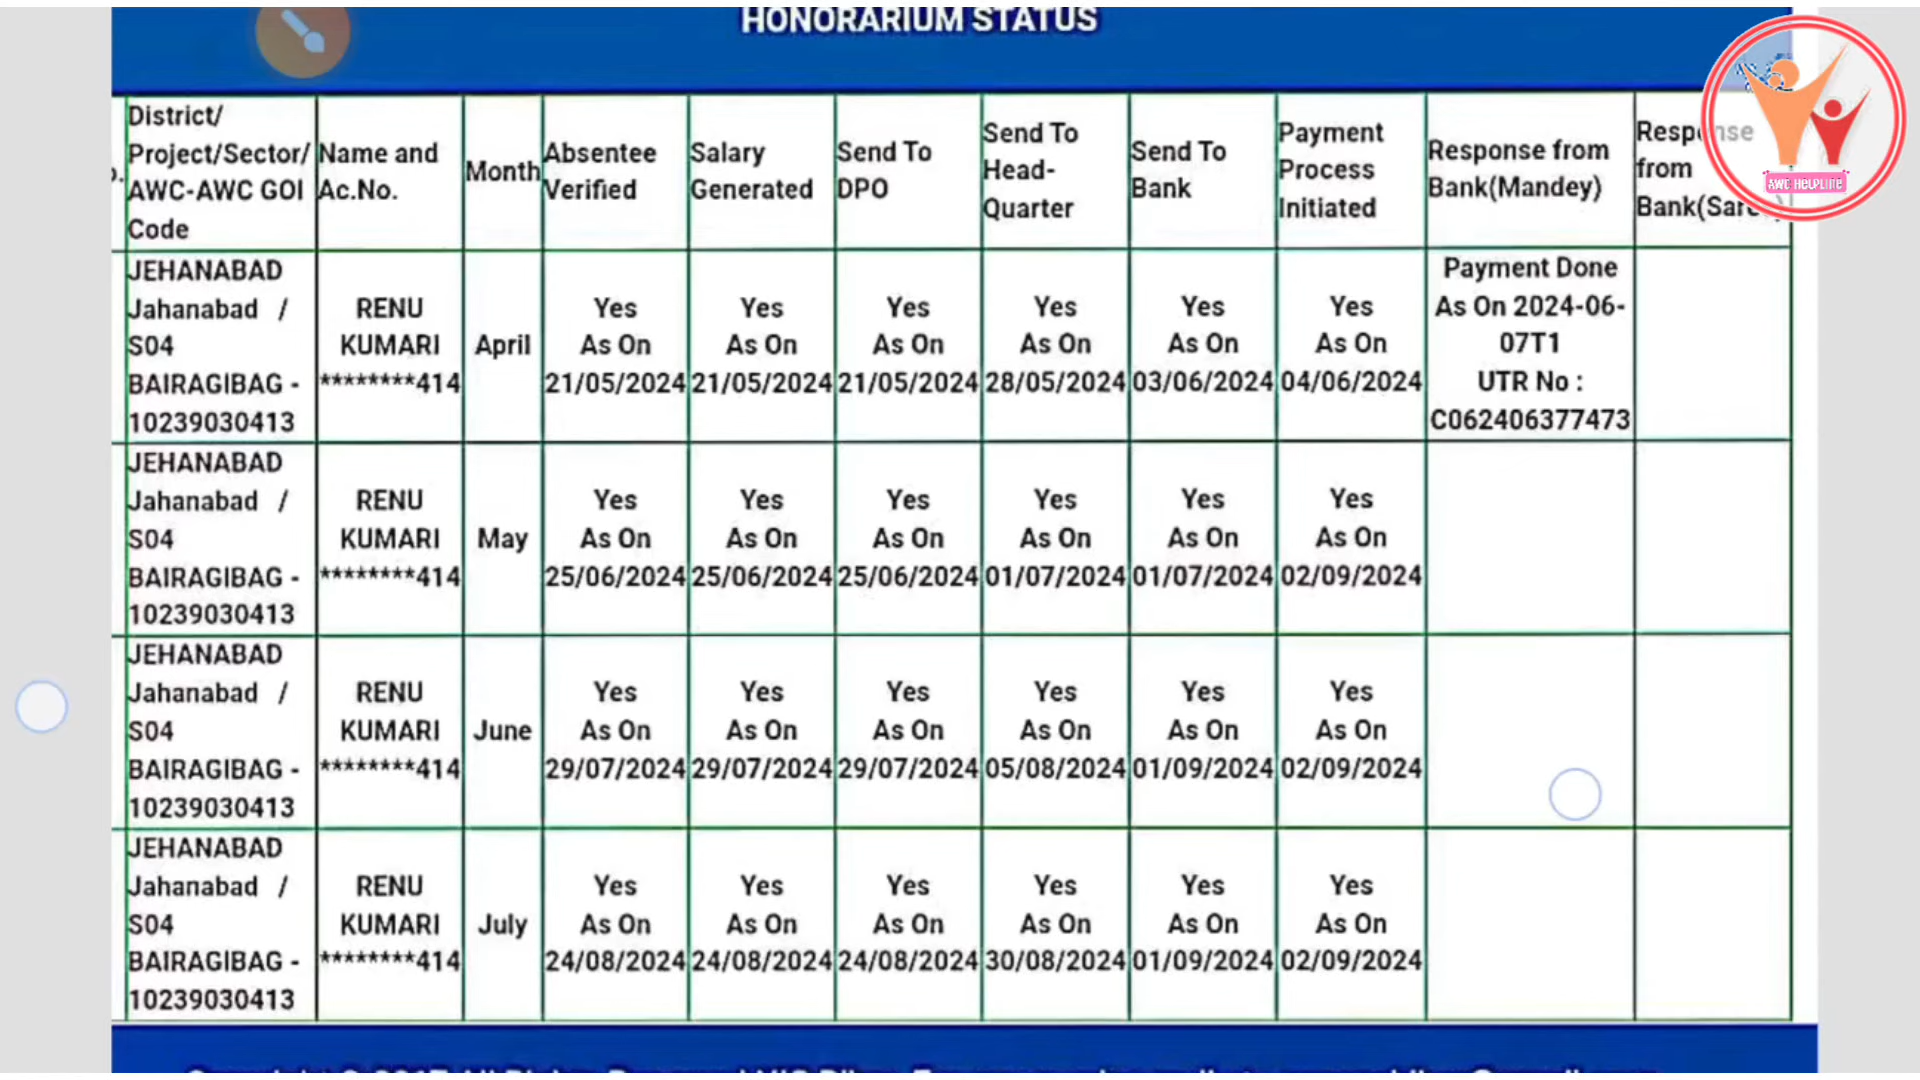 HONORARIUM STATUS
District/
Project/Sector/
AWC-AWC GOI
Code
Name and
Ac.No.
Month
Absentee
Verified
Salary
Generated
Send To
DPO
Send To
Head-
Quarter
Send To
Bank
Payment
Process
Initiated
Response from
Bank(Mandey)
Response
from
AWC HELPLINE
JEHANABAD
Jahanabad /
S04
BAIRAGIBAG -
10239030413
RENU
KUMARI
********414
April
Yes
As On
21/05/2024
Yes
As On
21/05/2024
Yes
As On
21/05/2024
Yes
As On
28/05/2024
Yes
As On
03/06/2024
Yes
As On
04/06/2024
Payment Done
As On 2024-06-
07T1
UTR No :
C062406377473
JEHANABAD
Jahanabad /
S04
BAIRAGIBAG -
10239030413
RENU
KUMARI
********414
May
Yes
As On
25/06/2024
Yes
As On
25/06/2024
Yes
As On
25/06/2024
Yes
As On
01/07/2024
Yes
As On
01/07/2024
Yes
As On
02/09/2024
JEHANABAD
Jahanabad /
S04
BAIRAGIBAG -
10239030413
RENU
KUMARI
********414
June
Yes
As On
29/07/2024
Yes
As On
29/07/2024
Yes
As On
29/07/2024
Yes
As On
05/08/2024
Yes
As On
01/09/2024
Yes
As On
02/09/2024
JEHANABAD
Jahanabad /
S04
BAIRAGIBAG -
10239030413
RENU
KUMARI
********414
July
Yes
As On
24/08/2024
Yes
As On
24/08/2024
Yes
As On
24/08/2024
Yes
As On
30/08/2024
Yes
As On
01/09/2024
Yes
As On
02/09/2024